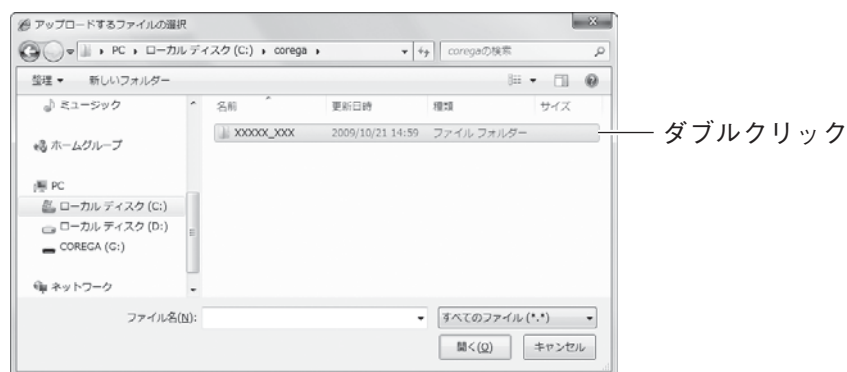 アップロードするファイルの選択
PC ▸ ローカル ディスク (C:) ▸ corega ▸
coregaの検索
整理 ▼ 新しいフォルダー
ミュージック
ホームグループ
PC
ローカル ディスク (C:)
ローカル ディスク (D:)
COREGA (G:)
ネットワーク
名前 更新日時 種類 サイズ
XXXXX_XXX 2009/10/21 14:59 ファイル フォルダー
ダブルクリック
ファイル名(N):
すべてのファイル (*.*)
開く(O) キャンセル